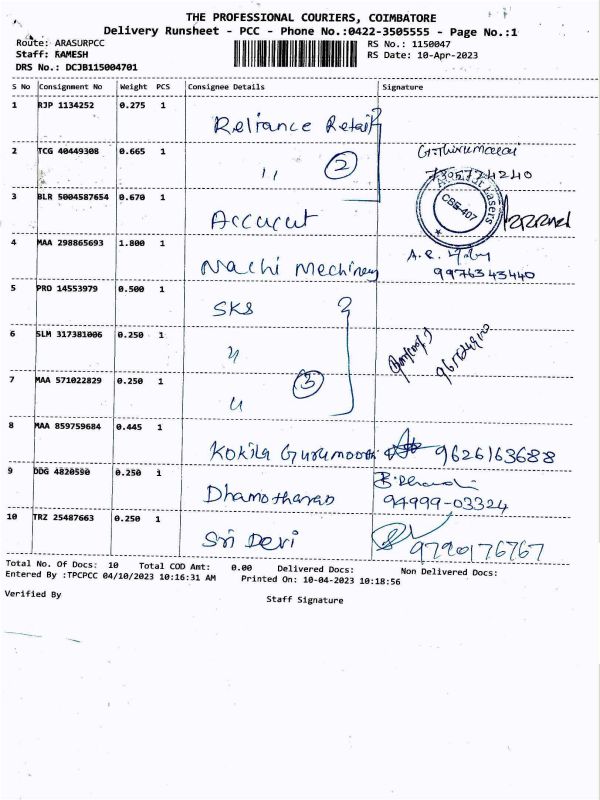 THE PROFESSIONAL COURIERS, COIMBATORE
Delivery Runsheet - PCC - Phone No.:0422-3505555 - Page No.:1
Route: ARASURPCC RS No.: 1150047
Staff: RAMESH RS Date: 10-Apr-2023
DRS No.: DCJB115004701
S No Consignment No Weight PCS Consignee Details Signature
1 RJP 1134252 0.275 1 Reliance Retail
2 TCG 40449308 0.665 1 " 2
3 BLR 5004587654 0.670 1 Accucut
CSE-407
4 MAA 298865693 1.800 1 Machi Mechinery A.R.
9976343440
5 PRO 14553979 0.500 1 SKS
6 SLM 317381006 0.250 1 "
7 MAA 571022829 0.250 1 " 3
8 MAA 859759684 0.445 1 Kokila Gurumoorthi 9626163688
9 DDG 4820590 0.250 1 Dhamotharan 94999-03324
10 TRZ 25487663 0.250 1 Sri Devi 9790176767
Total No. Of Docs: 10 Total COD Amt: 0.00 Delivered Docs: Non Delivered Docs:
Entered By :TPCPCC 04/10/2023 10:16:31 AM Printed On: 10-04-2023 10:18:56
Verified By Staff Signature